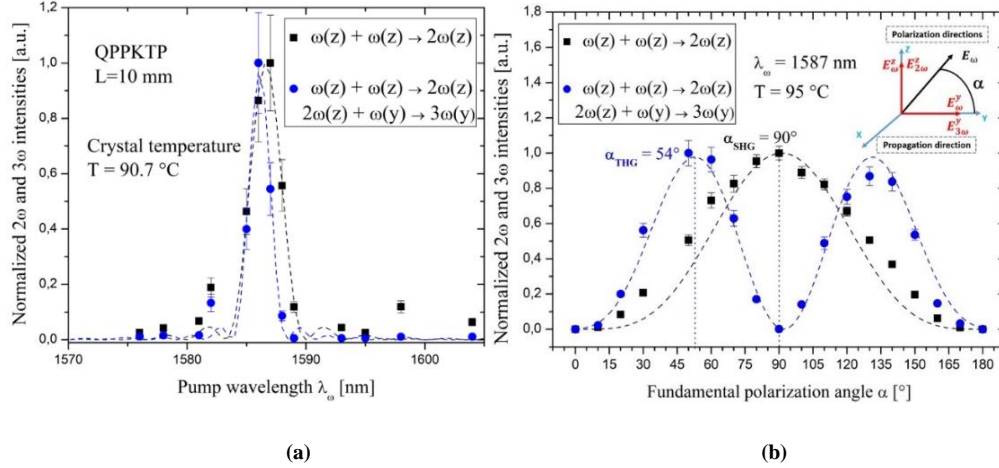 (a)
1,2
1,0
0,8
0,6
0,4
0,2
0,0
Normalized 2ω and 3ω intensities [a.u.]
QPPKTP
L=10 mm
Crystal temperature
T = 90.7 °C
ω(z) + ω(z) → 2ω(z)
ω(z) + ω(z) → 2ω(z)
2ω(z) + ω(y) → 3ω(y)
1570 1580 1590 1600
Pump wavelength λω [nm]
(a)
(b)
1,8
1,6
1,4
1,2
1,0
0,8
0,6
0,4
0,2
0,0
Normalized 2ω and 3ω intensities [a.u.]
ω(z) + ω(z) → 2ω(z)
ω(z) + ω(z) → 2ω(z)
2ω(z) + ω(y) → 3ω(y)
λω = 1587 nm
T = 95 °C
Polarization directions
Z
Eω
E^z_ω E^z_2ω
α
E^y_ω
Y
E^y_3ω
X
Propagation direction
αTHG = 54°
αSHG = 90°
0 15 30 45 60 75 90 105 120 135 150 165 180
Fundamental polarization angle α [°]
(b)